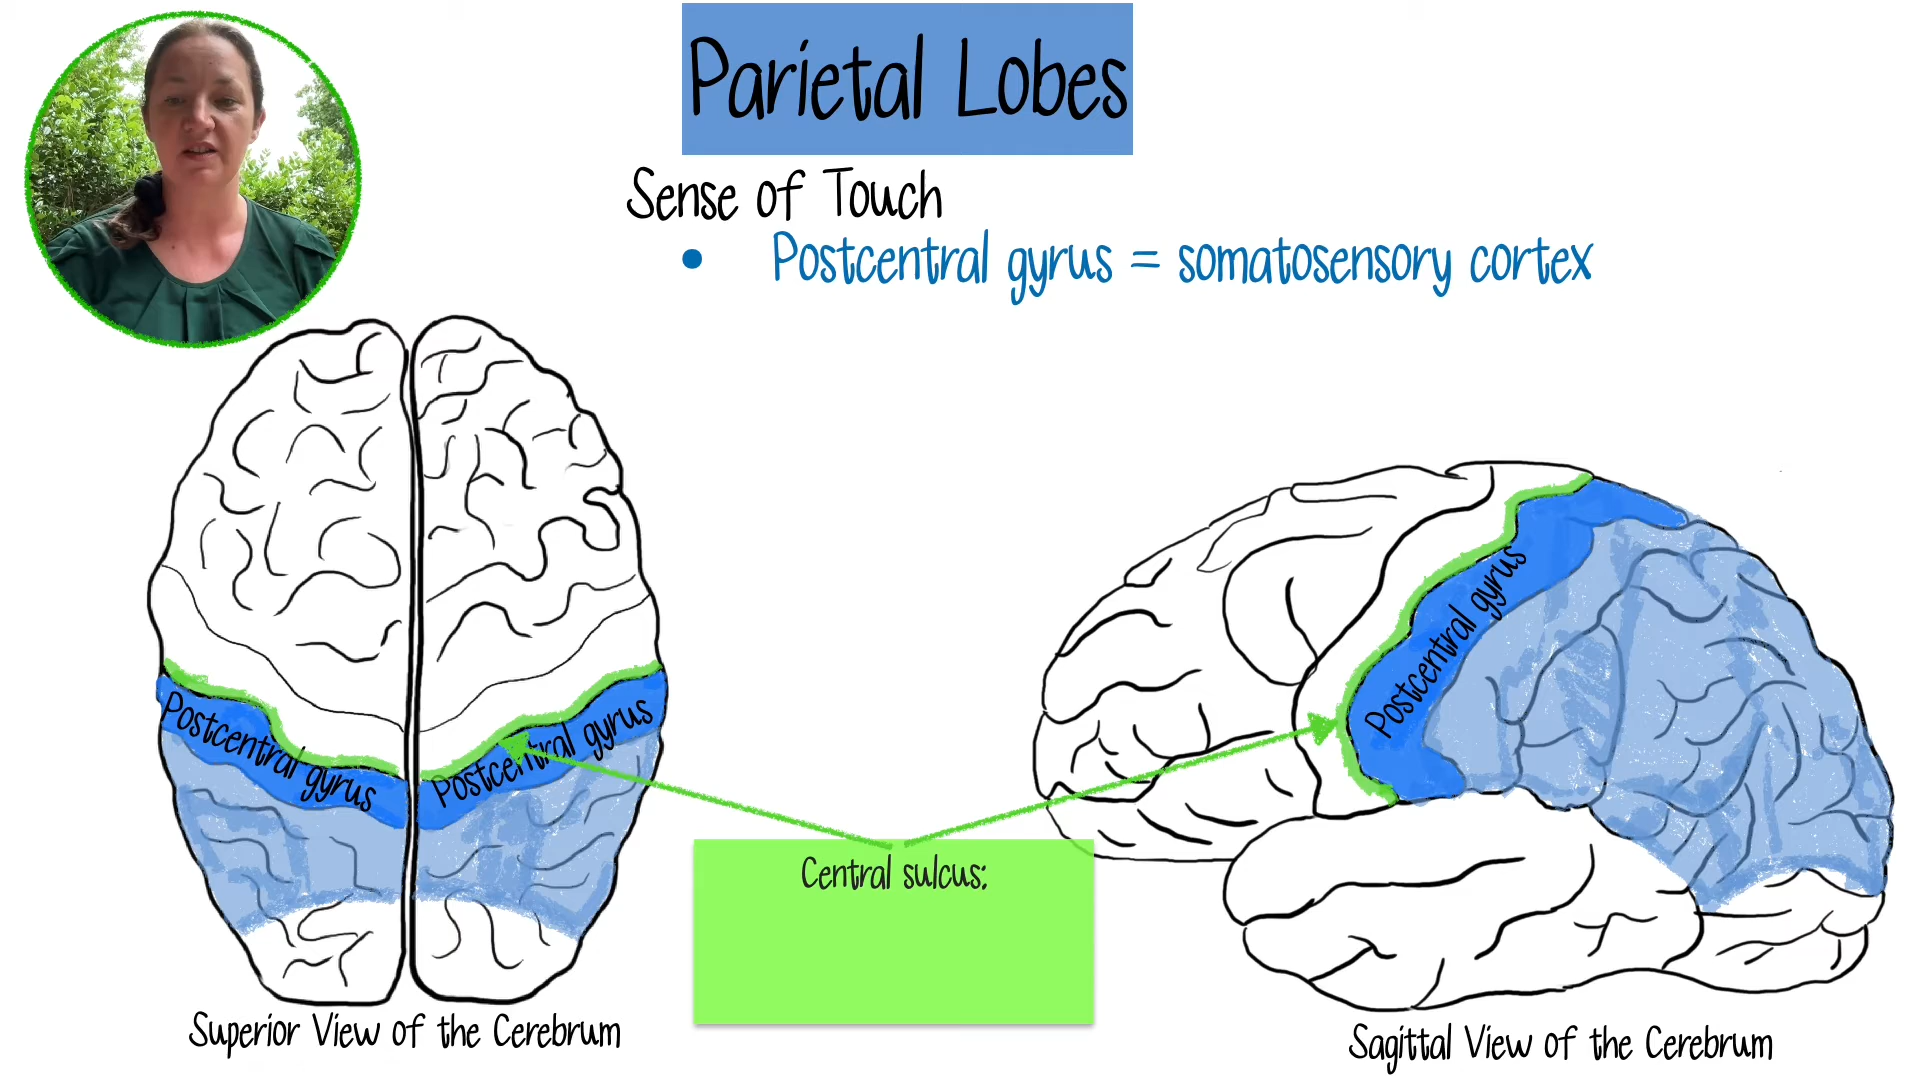 Parietal Lobes
Sense of Touch
• Postcentral gyrus = somatosensory cortex
Postcentral gyrus
Postcentral gyrus
Postcentral gyrus
Central sulcus:
Superior View of the Cerebrum
Sagittal View of the Cerebrum